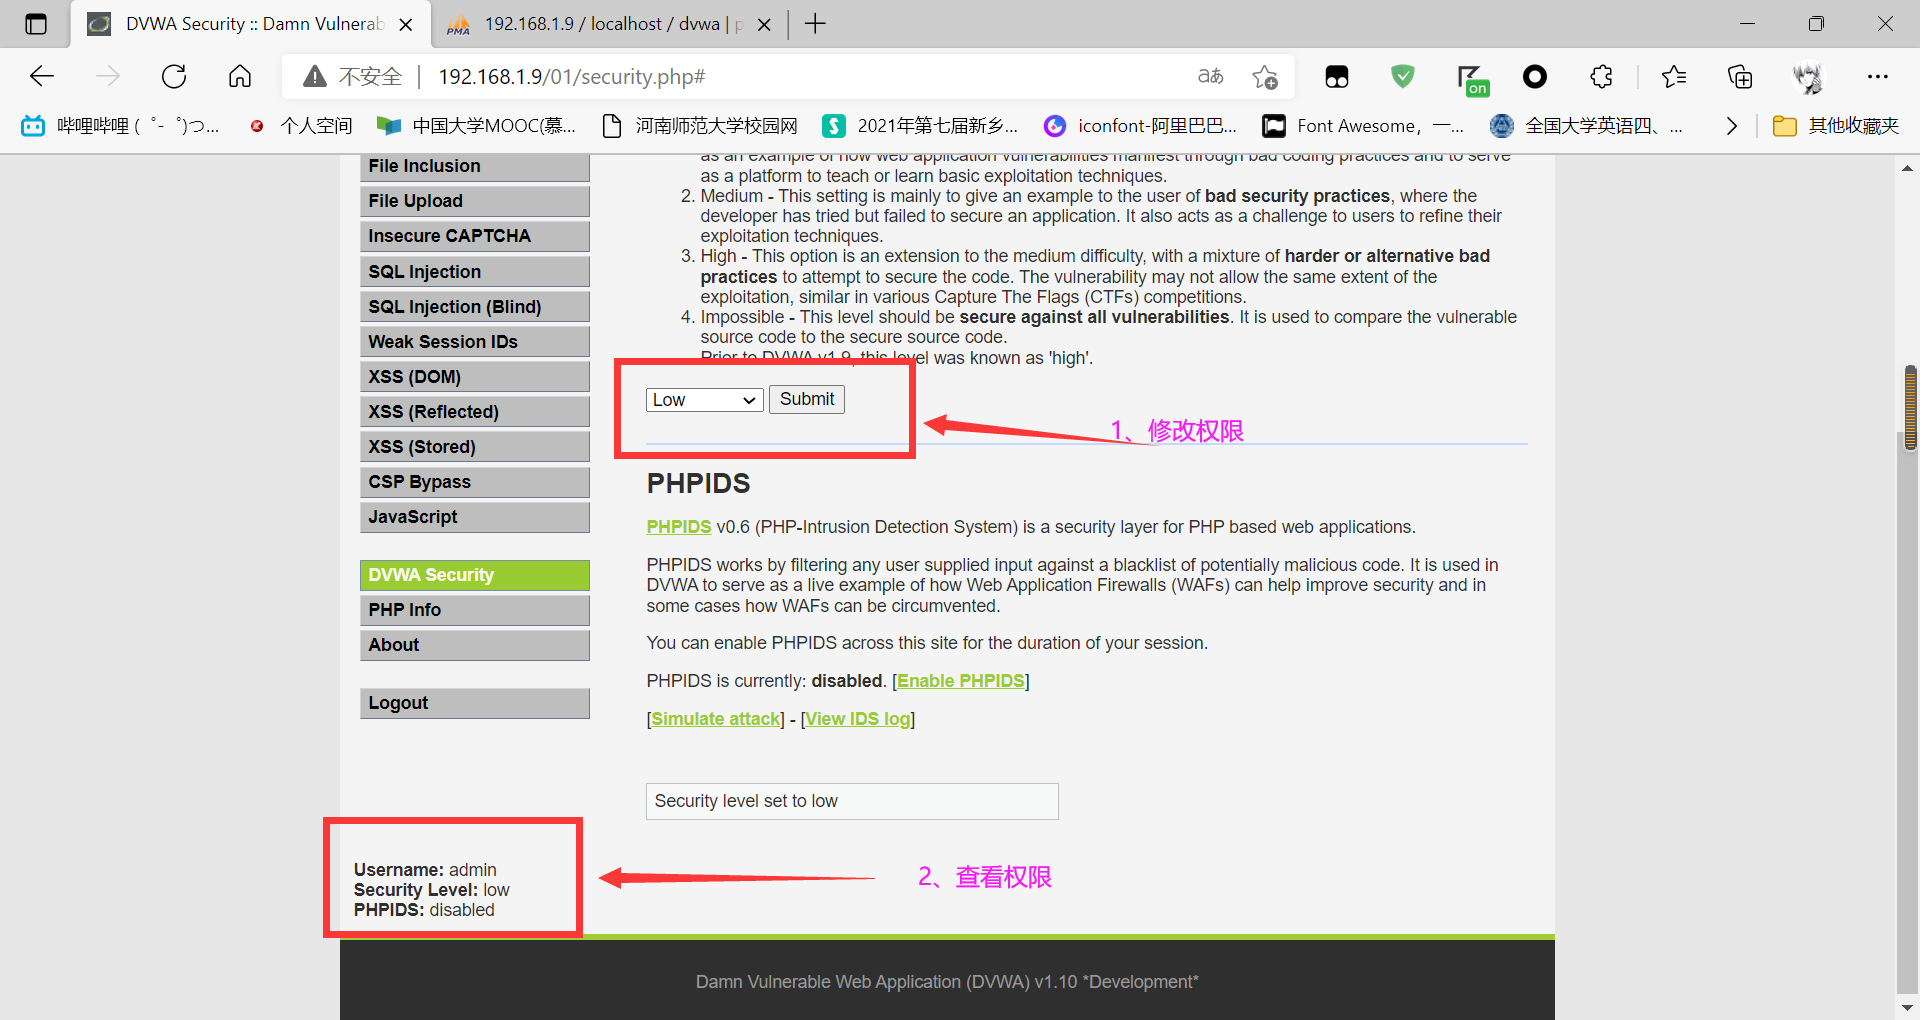 DVWA Security :: Damn Vulnerab
PMA
192.168.1.9 / localhost / dvwa | p
不安全
192.168.1.9/01/security.php#
aあ
on
哔哩哔哩 (゜-゜)つ...
个人空间
中国大学MOOC(慕...
河南师范大学校园网
2021年第七届新乡...
iconfont-阿里巴巴...
Font Awesome，一...
全国大学英语四、...
其他收藏夹
File Inclusion
File Upload
Insecure CAPTCHA
SQL Injection
SQL Injection (Blind)
Weak Session IDs
XSS (DOM)
XSS (Reflected)
XSS (Stored)
CSP Bypass
JavaScript
DVWA Security
PHP Info
About
Logout
as an example of how web application vulnerabilities manifest through bad coding practices and to serve
as a platform to teach or learn basic exploitation techniques.
2. Medium - This setting is mainly to give an example to the user of bad security practices, where the
developer has tried but failed to secure an application. It also acts as a challenge to users to refine their
exploitation techniques.
3. High - This option is an extension to the medium difficulty, with a mixture of harder or alternative bad
practices to attempt to secure the code. The vulnerability may not allow the same extent of the
exploitation, similar in various Capture The Flags (CTFs) competitions.
4. Impossible - This level should be secure against all vulnerabilities. It is used to compare the vulnerable
source code to the secure source code.
Prior to DVWA v1.9, this level was known as 'high'.
Low
Submit
1、修改权限
PHPIDS
PHPIDS v0.6 (PHP-Intrusion Detection System) is a security layer for PHP based web applications.
PHPIDS works by filtering any user supplied input against a blacklist of potentially malicious code. It is used in
DVWA to serve as a live example of how Web Application Firewalls (WAFs) can help improve security and in
some cases how WAFs can be circumvented.
You can enable PHPIDS across this site for the duration of your session.
PHPIDS is currently: disabled. [Enable PHPIDS]
[Simulate attack] - [View IDS log]
Security level set to low
Username: admin
Security Level: low
PHPIDS: disabled
2、查看权限
Damn Vulnerable Web Application (DVWA) v1.10 *Development*